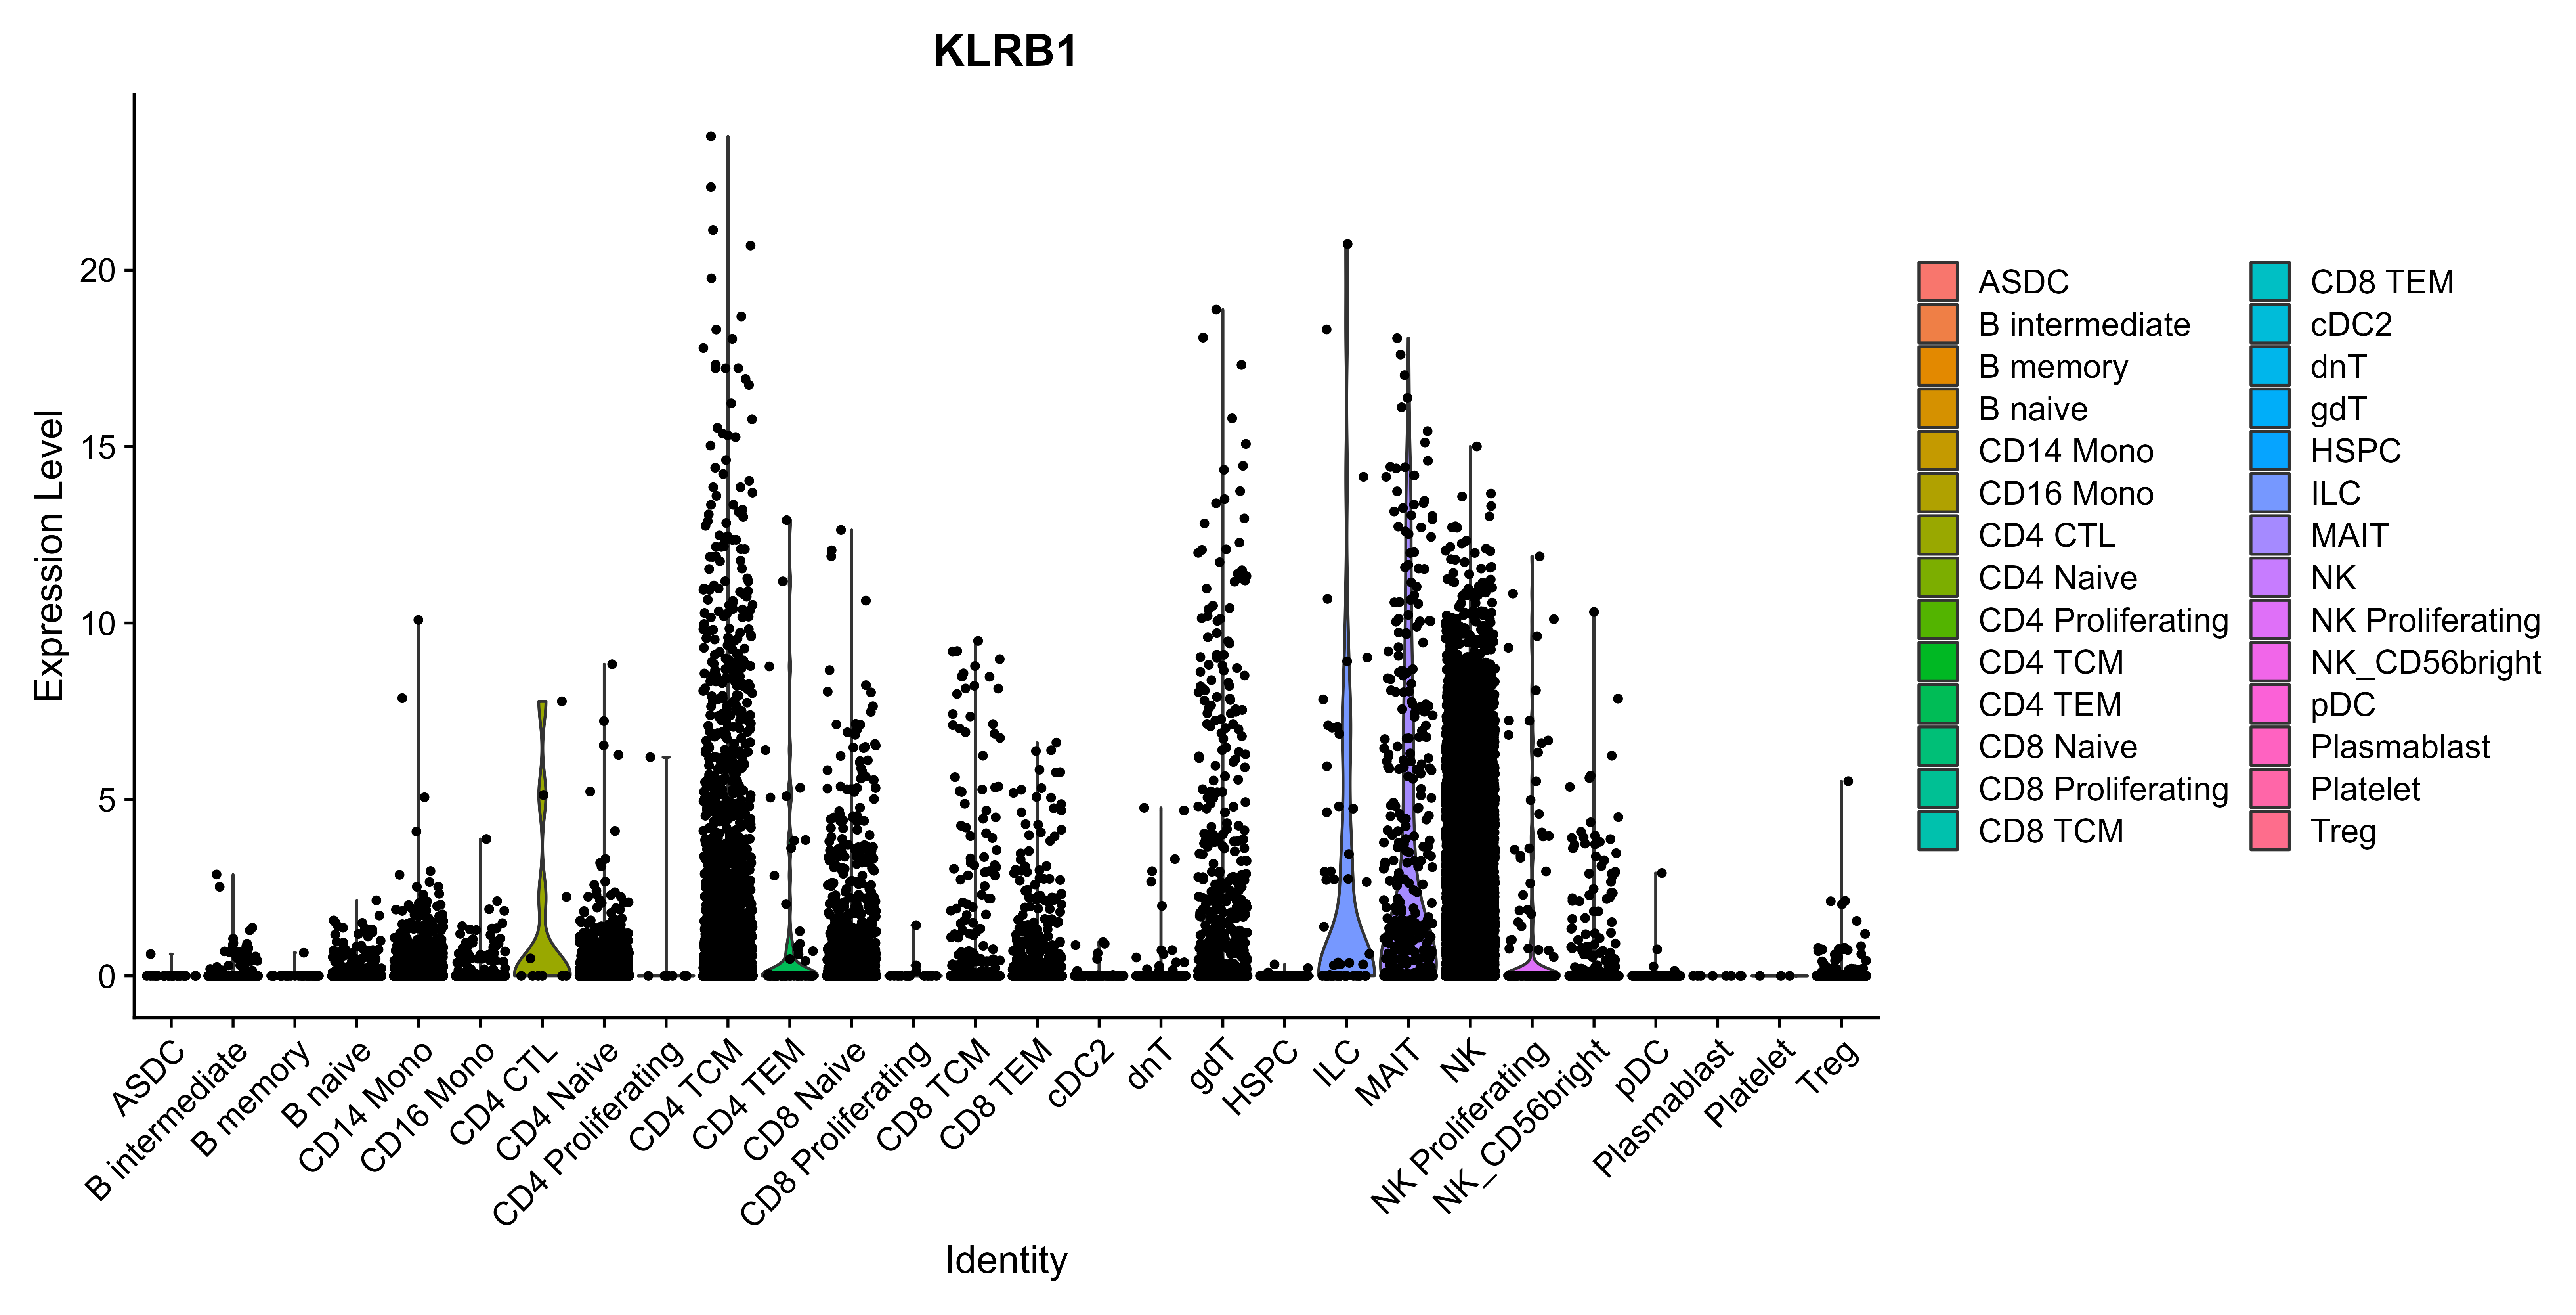 KLRB1
Expression Level
20
15
10
5
0
ASDC
B intermediate
B memory
B naive
CD14 Mono
CD16 Mono
CD4 CTL
CD4 Naive
CD4 Proliferating
CD4 TCM
CD4 TEM
CD8 Naive
CD8 Proliferating
CD8 TCM
CD8 TEM
cDC2
dnT
gdT
HSPC
ILC
MAIT
NK
NK Proliferating
NK_CD56bright
pDC
Plasmablast
Platelet
Treg
Identity
ASDC
B intermediate
B memory
B naive
CD14 Mono
CD16 Mono
CD4 CTL
CD4 Naive
CD4 Proliferating
CD4 TCM
CD4 TEM
CD8 Naive
CD8 Proliferating
CD8 TCM
CD8 TEM
cDC2
dnT
gdT
HSPC
ILC
MAIT
NK
NK Proliferating
NK_CD56bright
pDC
Plasmablast
Platelet
Treg